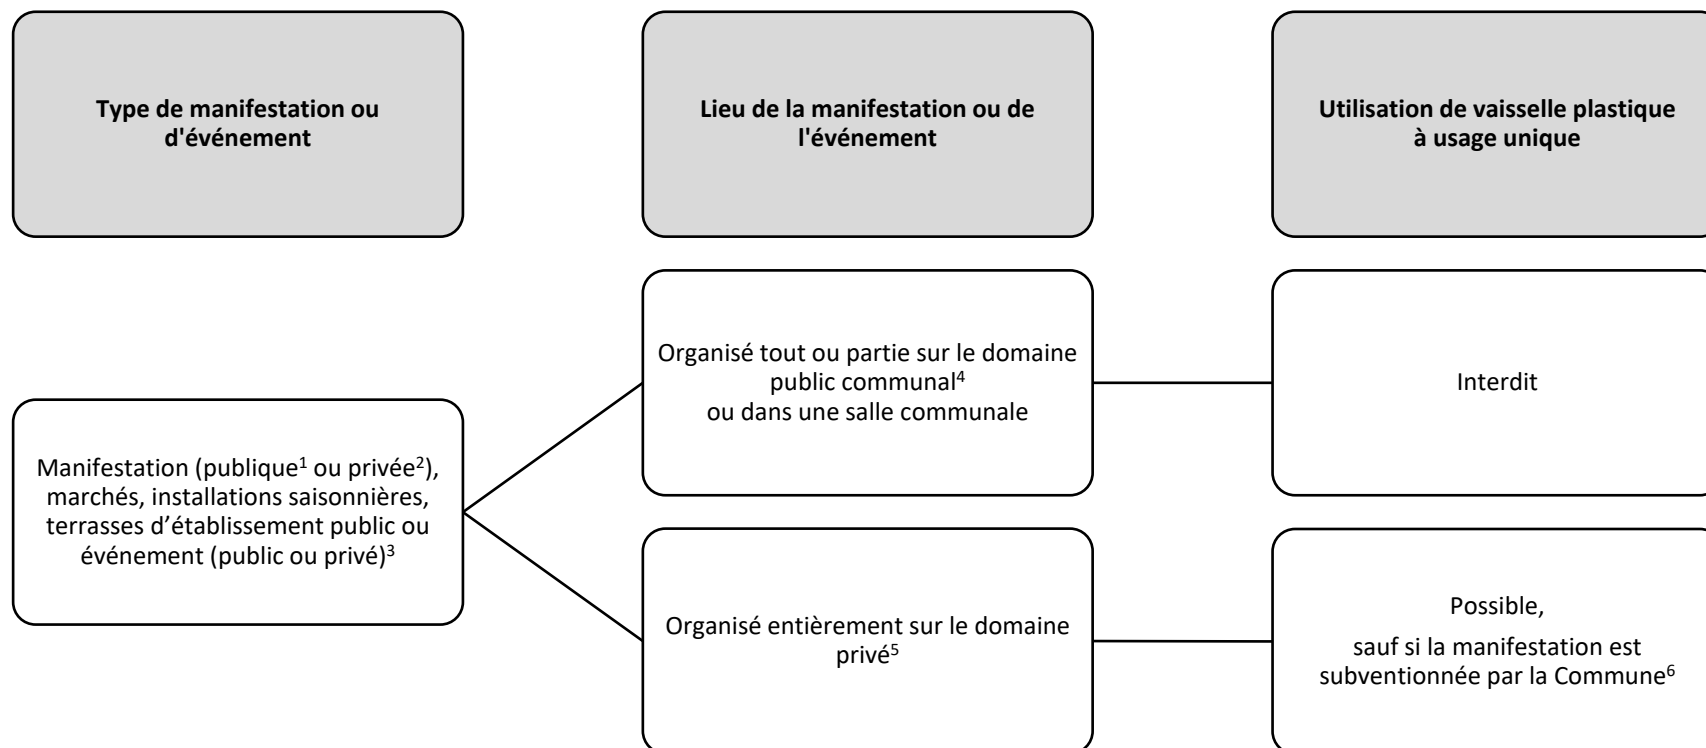 Type de manifestation ou
d'événement
Lieu de la manifestation ou de
l'événement
Utilisation de vaisselle plastique
à usage unique
Manifestation (publique¹ ou privée²),
marchés, installations saisonnières,
terrasses d’établissement public ou
événement (public ou privé)³
Organisé tout ou partie sur le domaine
public communal⁴
ou dans une salle communale
Interdit
Organisé entièrement sur le domaine
privé⁵
Possible,
sauf si la manifestation est
subventionnée par la Commune⁶